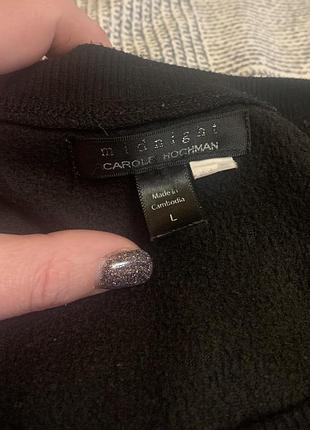 midnight
CAROLE HOCHMAN
Made in
Cambodia
L